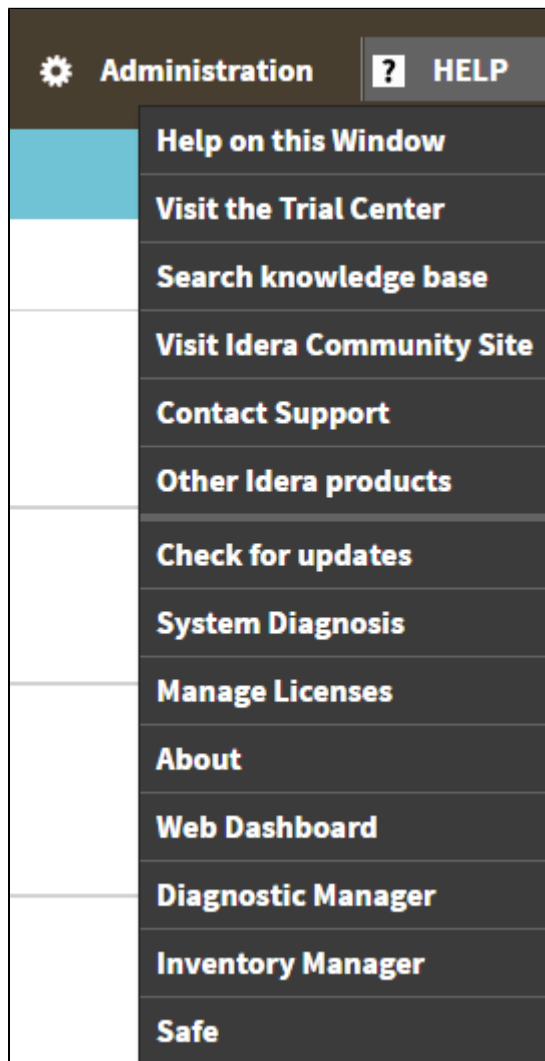 Administration ? HELP
Help on this Window
Visit the Trial Center
Search knowledge base
Visit Idera Community Site
Contact Support
Other Idera products
Check for updates
System Diagnosis
Manage Licenses
About
Web Dashboard
Diagnostic Manager
Inventory Manager
Safe